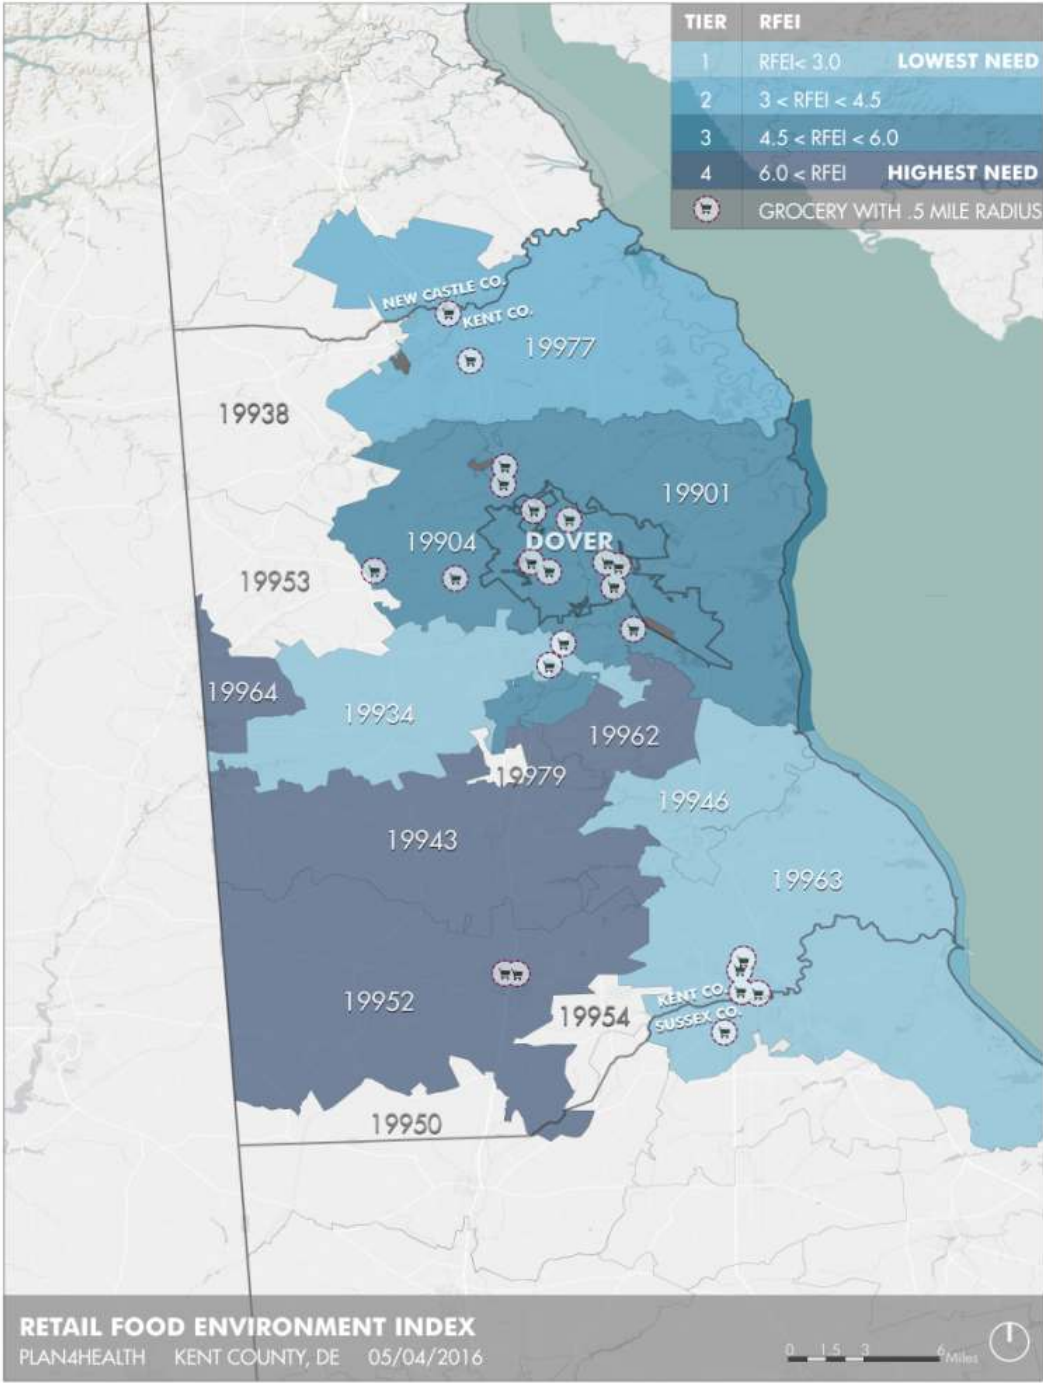 TIER RFEI
1 RFEI< 3.0 LOWEST NEED
2 3 < RFEI < 4.5
3 4.5 < RFEI < 6.0
4 6.0 < RFEI HIGHEST NEED
GROCERY WITH .5 MILE RADIUS
NEW CASTLE CO.
KENT CO.
19977
19938
19901
19904
DOVER
19953
19964
19934
19962
19979
19946
19943
19963
19952
KENT CO.
SUSSEX CO.
19954
19950
RETAIL FOOD ENVIRONMENT INDEX
PLAN4HEALTH KENT COUNTY, DE 05/04/2016
0 1.5 3 6 Miles